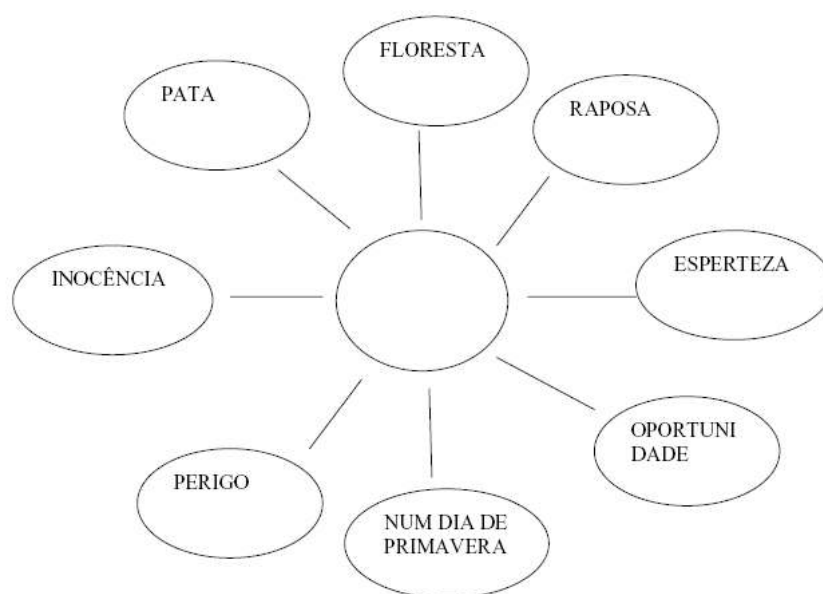 FLORESTA
PATA
RAPOSA
INOCÊNCIA
ESPERTEZA
OPORTUNI
DADE
PERIGO
NUM DIA DE
PRIMAVERA